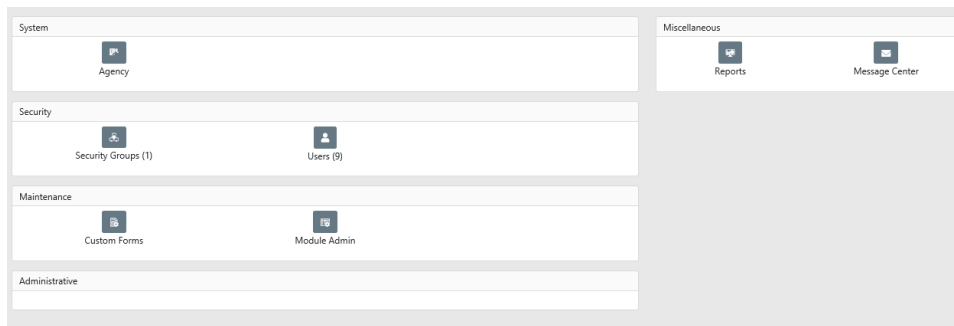 System
Agency
Security
Security Groups (1)
Users (9)
Maintenance
Custom Forms
Module Admin
Administrative
Miscellaneous
Reports
Message Center